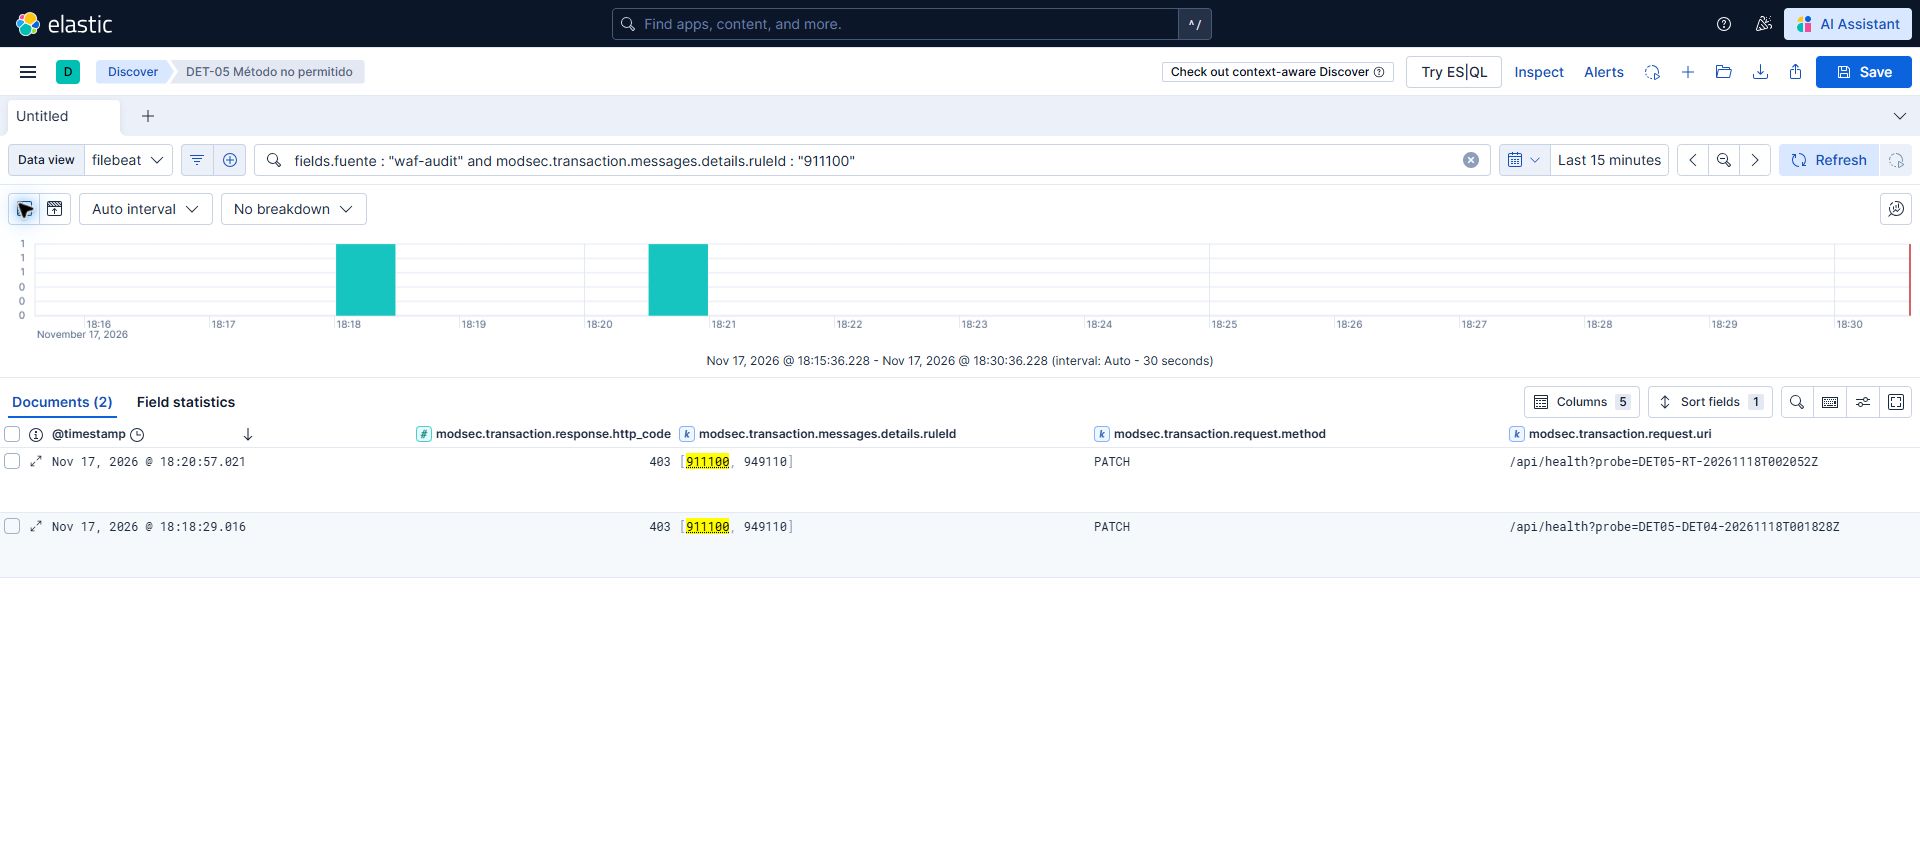 elastic
Find apps, content, and more.
^ /
AI Assistant
D
Discover
DET-05 Método no permitido
Check out context-aware Discover
Try ES|QL
Inspect
Alerts
Save
Untitled
Data view
filebeat
fields.fuente : "waf-audit" and modsec.transaction.messages.details.ruleId : "911100"
Last 15 minutes
Refresh
Auto interval
No breakdown
1
1
1
0
0
0
18:16 18:17 18:18 18:19 18:20 18:21 18:22 18:23 18:24 18:25 18:26 18:27 18:28 18:29 18:30
November 17, 2026
Nov 17, 2026 @ 18:15:36.228 - Nov 17, 2026 @ 18:30:36.228 (interval: Auto - 30 seconds)
Documents (2)
Field statistics
Columns 5
Sort fields 1
@timestamp # modsec.transaction.response.http_code k modsec.transaction.messages.details.ruleId k modsec.transaction.request.method k modsec.transaction.request.uri
Nov 17, 2026 @ 18:20:57.021 403 [911100, 949110] PATCH /api/health?probe=DET05-RT-20261118T002052Z
Nov 17, 2026 @ 18:18:29.016 403 [911100, 949110] PATCH /api/health?probe=DET05-DET04-20261118T001828Z